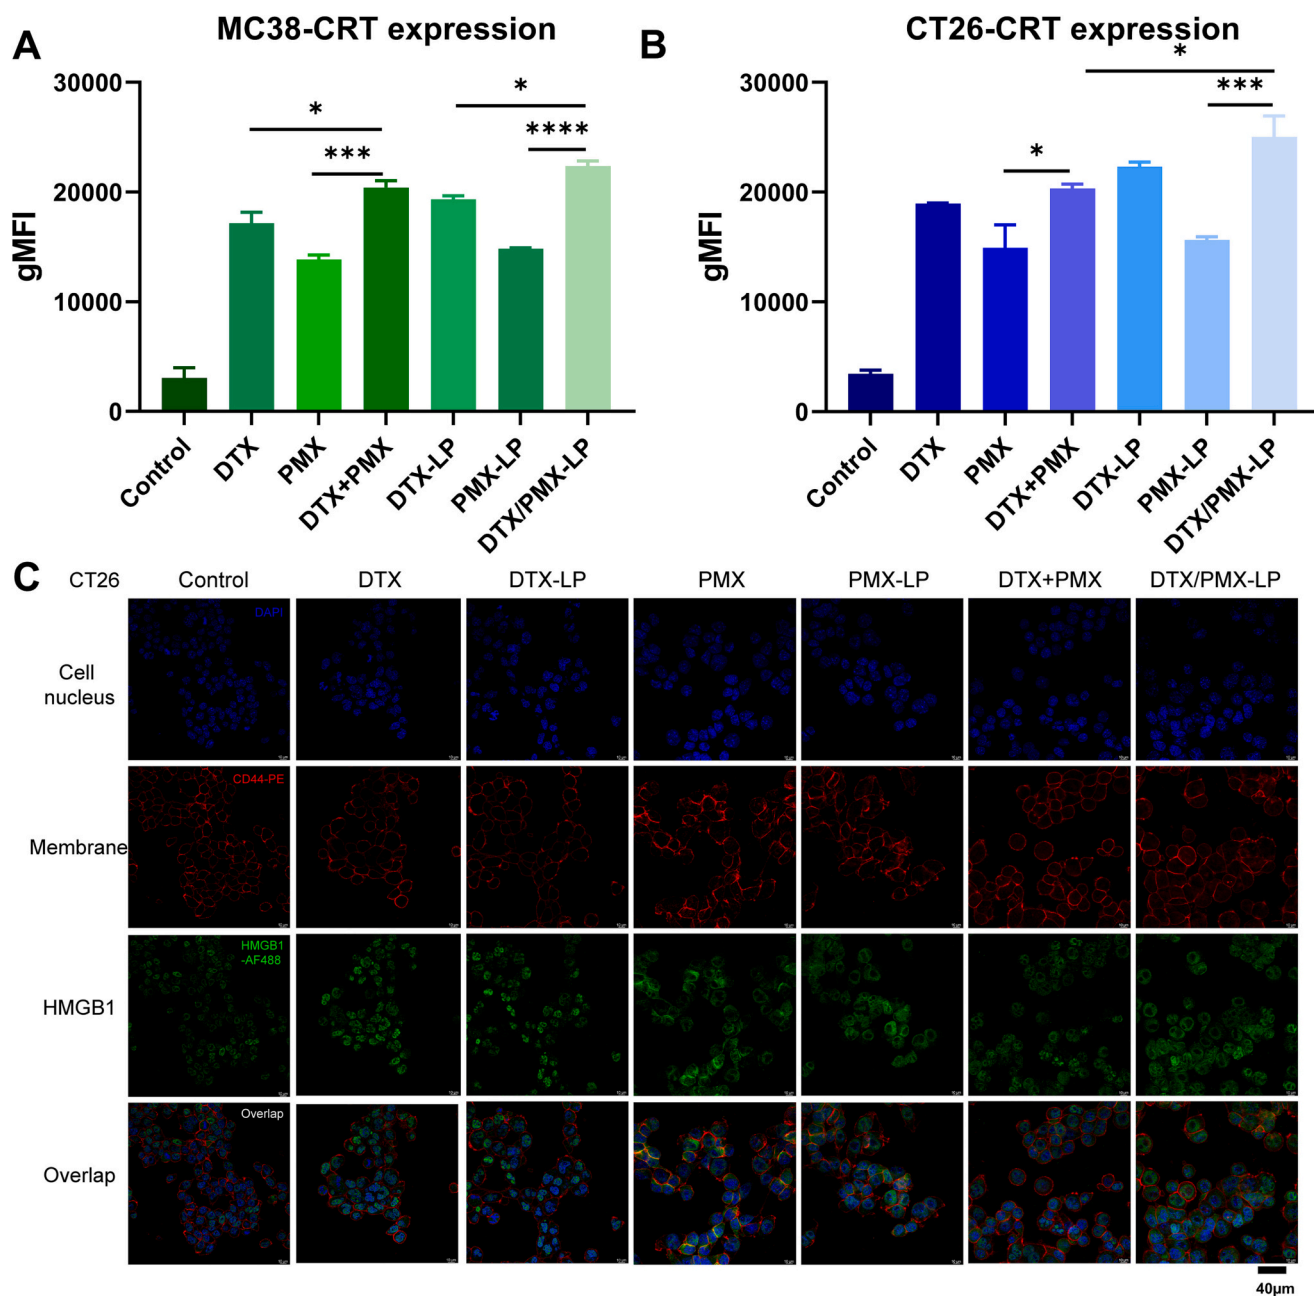 A
MC38-CRT expression
gMFI
30000
20000
10000
0
*
***
*
****
Control
DTX
PMX
DTX+PMX
DTX-LP
PMX-LP
DTX/PMX-LP
B
CT26-CRT expression
gMFI
30000
20000
10000
0
*
*
***
Control
DTX
PMX
DTX+PMX
DTX-LP
PMX-LP
DTX/PMX-LP
C
CT26 Control DTX DTX-LP PMX PMX-LP DTX+PMX DTX/PMX-LP
Cell
nucleus
DAPI
Membrane
CD44-PE
HMGB1
HMGB1
-AF488
Overlap
Overlap
40μm